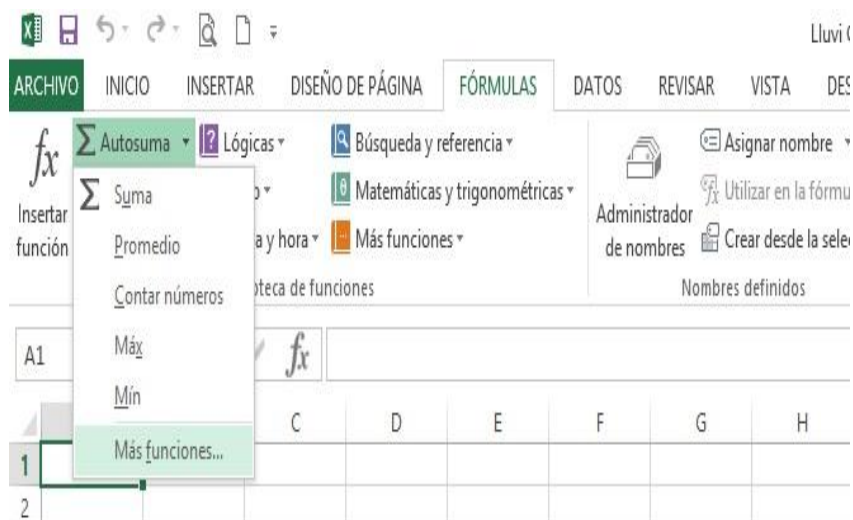 Lluvi
ARCHIVO INICIO INSERTAR DISEÑO DE PÁGINA FÓRMULAS DATOS REVISAR VISTA DES
fx Insertar función
Σ Autosuma
Lógicas
Búsqueda y referencia
Matemáticas y trigonométricas
a y hora
Más funciones
oteca de funciones
Σ Suma
Promedio
Contar números
Máx
Mín
Más funciones...
Administrador de nombres
Asignar nombre
Utilizar en la fórmu
Crear desde la sele
Nombres definidos
A1
fx
C D E F G H
1
2